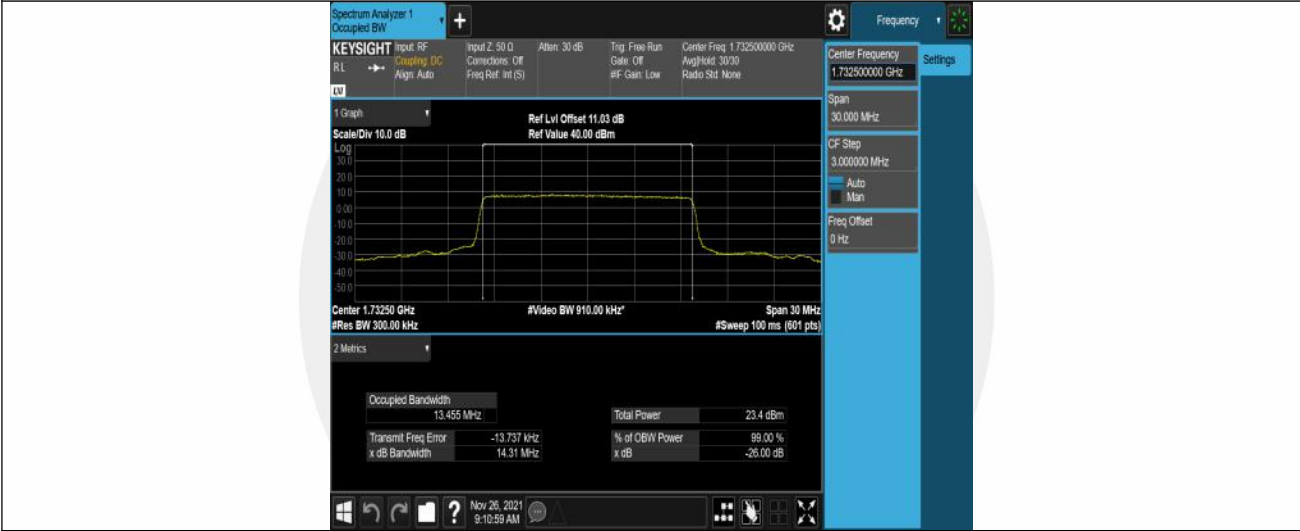 Spectrum Analyzer 1
Occupied BW
+
Frequency
KEYSIGHT
RL
LV
Input: RF
Coupling: DC
Align: Auto
Input Z: 50 Ω
Corrections: Off
Freq Ref: Int (S)
Atten: 30 dB
Trig: Free Run
Gate: Off
#IF Gain: Low
Center Freq: 1.732500000 GHz
Avg|Hold: 30/30
Radio Std: None
Center Frequency
1.732500000 GHz
Settings
Span
30.000 MHz
CF Step
3.000000 MHz
Auto
Man
Freq Offset
0 Hz
1 Graph
Scale/Div 10.0 dB
Ref Lvl Offset 11.03 dB
Ref Value 40.00 dBm
Log
30.0
20.0
10.0
0.00
-10.0
-20.0
-30.0
-40.0
-50.0
Center 1.73250 GHz
#Video BW 910.00 kHz*
Span 30 MHz
#Res BW 300.00 kHz
#Sweep 100 ms (601 pts)
2 Metrics
Occupied Bandwidth
13.455 MHz
Total Power 23.4 dBm
Transmit Freq Error -13.737 kHz
% of OBW Power 99.00 %
x dB Bandwidth 14.31 MHz
x dB -26.00 dB
?
Nov 26, 2021
9:10:59 AM